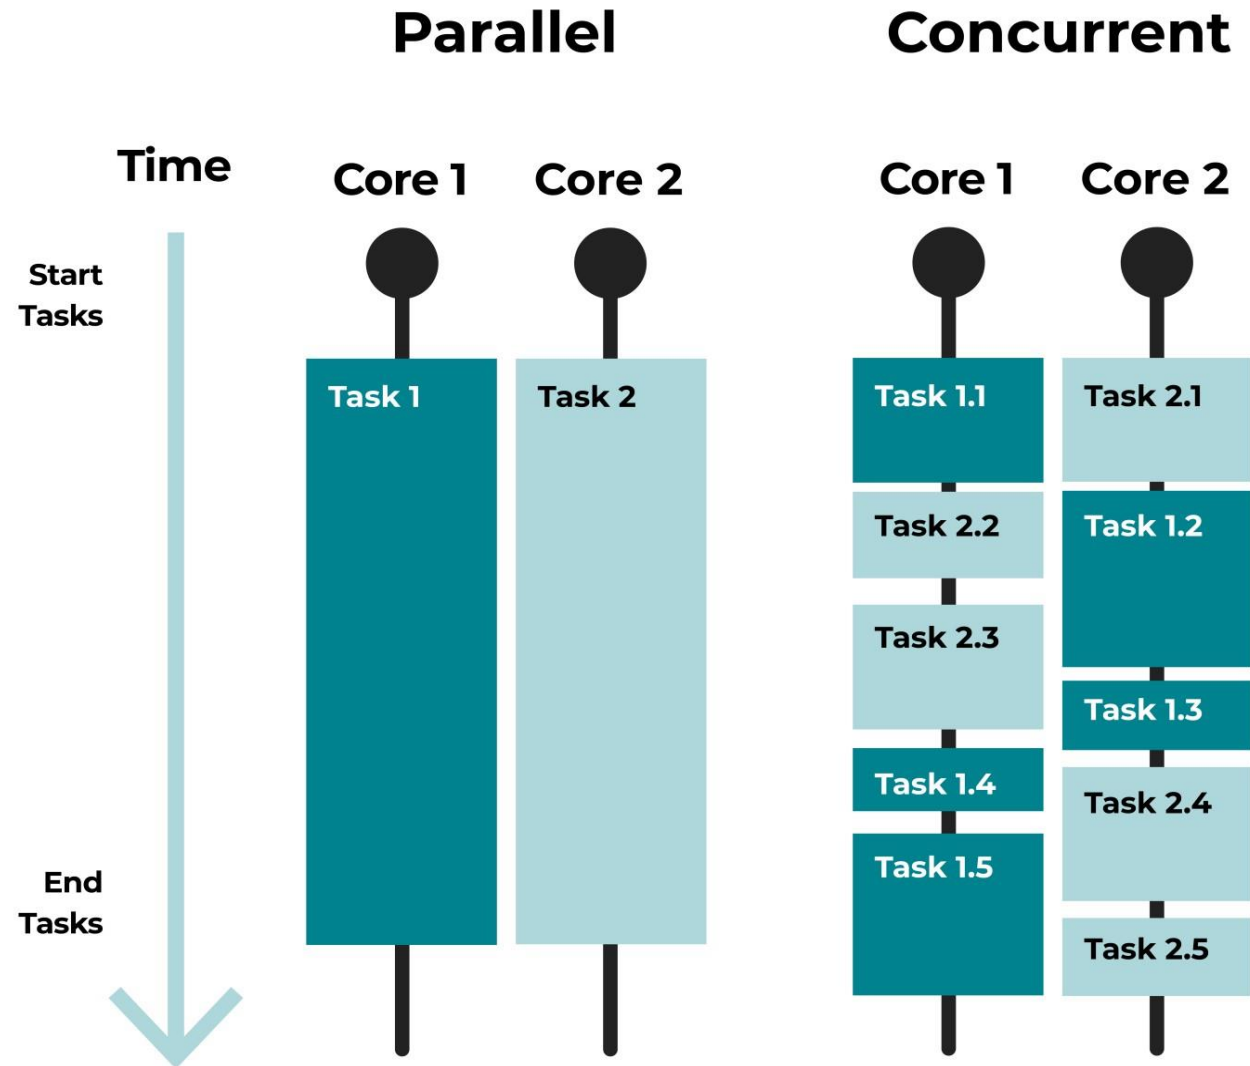 Parallel
Concurrent
Time
Core 1
Core 2
Core 1
Core 2
Start
Tasks
Task 1
Task 2
Task 1.1
Task 2.1
Task 2.2
Task 1.2
Task 2.3
Task 1.3
Task 1.4
Task 2.4
Task 1.5
End
Tasks
Task 2.5